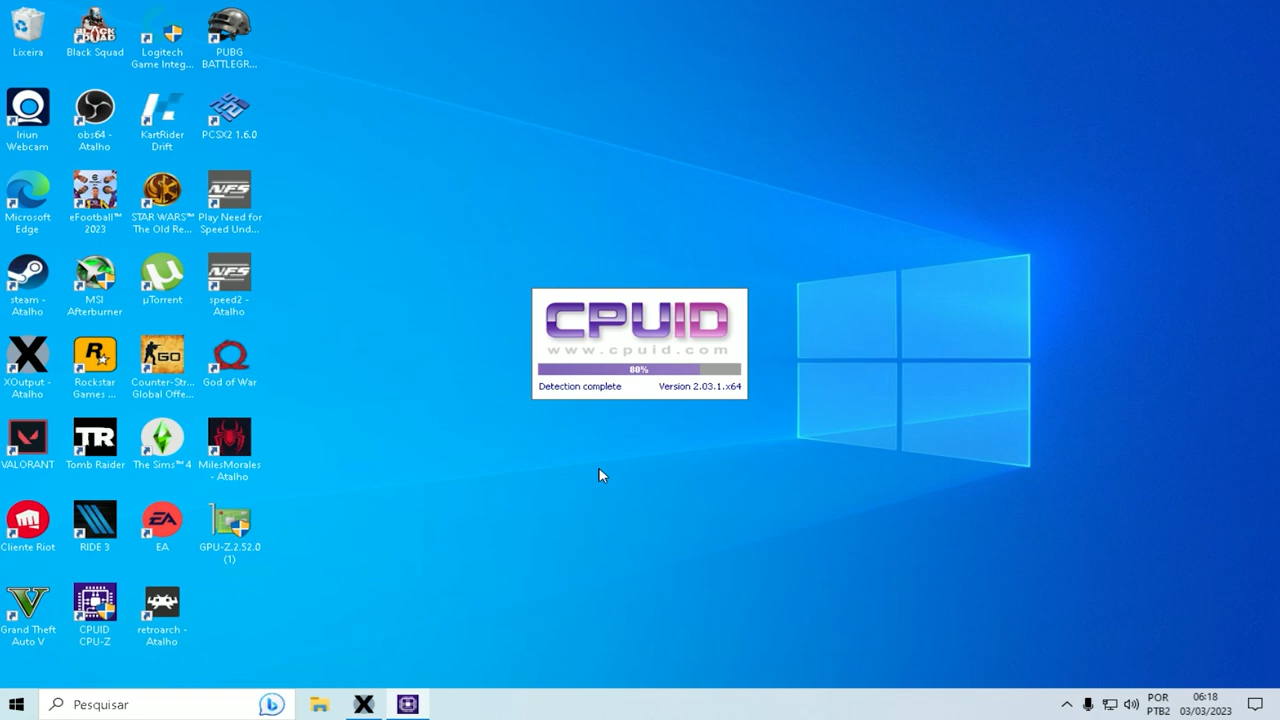 Lixeira
Black Squad
Logitech
Game Integ...
PUBG
BATTLEGR...
Iriun
Webcam
obs64 -
Atalho
KartRider
Drift
PCSX2 1.6.0
Microsoft
Edge
eFootball™
2023
STAR WARS™
The Old Re...
NFS
Play Need for
Speed Und...
steam -
Atalho
MSI
Afterburner
µTorrent
NFS
speed2 -
Atalho
XOutput -
Atalho
Rockstar
Games ...
GO
Counter-Str...
Global Offe...
God of War
VALORANT
TR
Tomb Raider
The Sims™ 4
MilesMorales
- Atalho
Cliente Riot
RIDE 3
EA
EA
GPU-Z.2.52.0
(1)
Grand Theft
Auto V
CPUID
CPU-Z
retroarch -
Atalho
CPUID
www.cpuid.com
80%
Detection complete
Version 2.03.1.x64
Pesquisar
POR
PTB2
06:18
03/03/2023